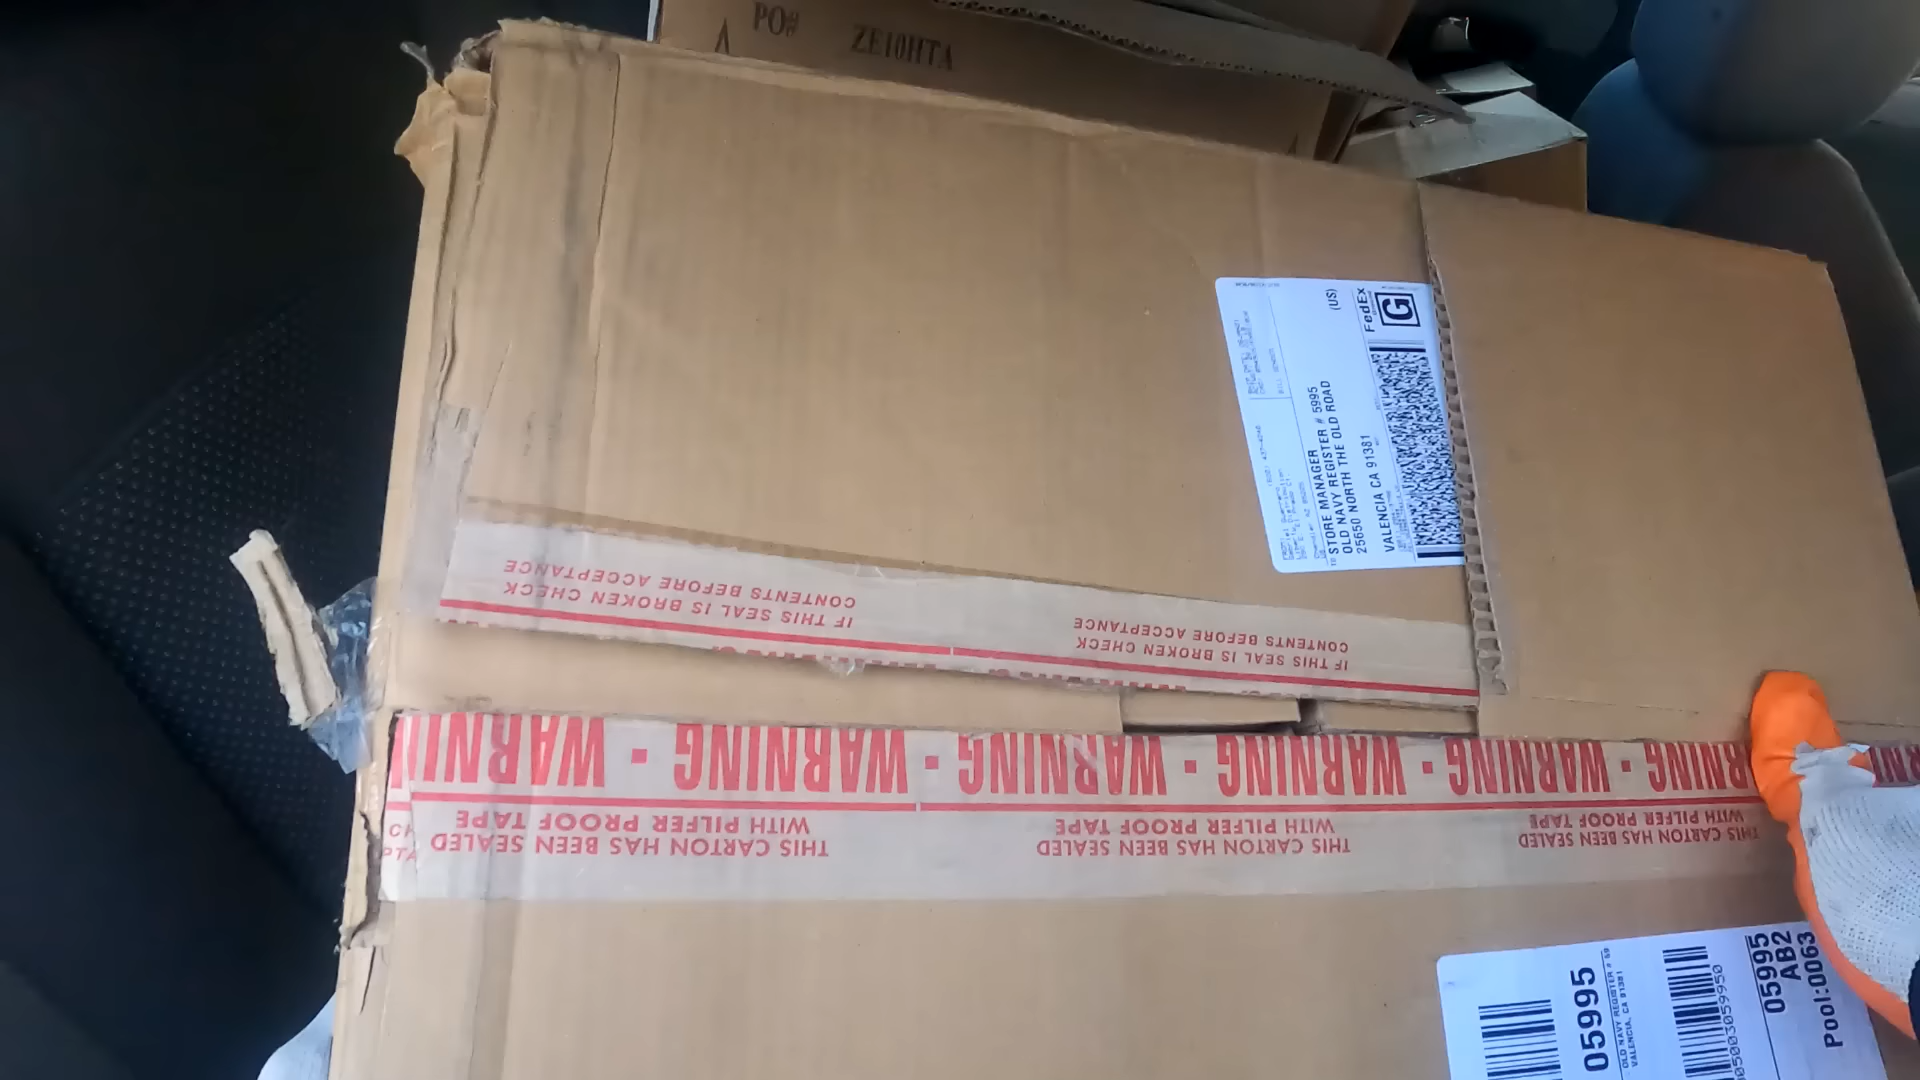 PO# ZE10HTA
TO STORE MANAGER
OLD NAVY REGISTER # 5995
25650 NORTH THE OLD ROAD
VALENCIA CA 91381
(US)
FedEx
G
IF THIS SEAL IS BROKEN CHECK
CONTENTS BEFORE ACCEPTANCE
IF THIS SEAL IS BROKEN CHECK
CONTENTS BEFORE ACCEPTANCE
WARNING · WARNING · WARNING · WARNING · WARNING
THIS CARTON HAS BEEN SEALED
WITH PILFER PROOF TAPE
THIS CARTON HAS BEEN SEALED
WITH PILFER PROOF TAPE
THIS CARTON HAS BEEN SEALED
WITH PILFER PROOF TAPE
05995
OLD NAVY REGISTER # 59
VALENCIA, CA 91381
05995
AB2
Pool:0063